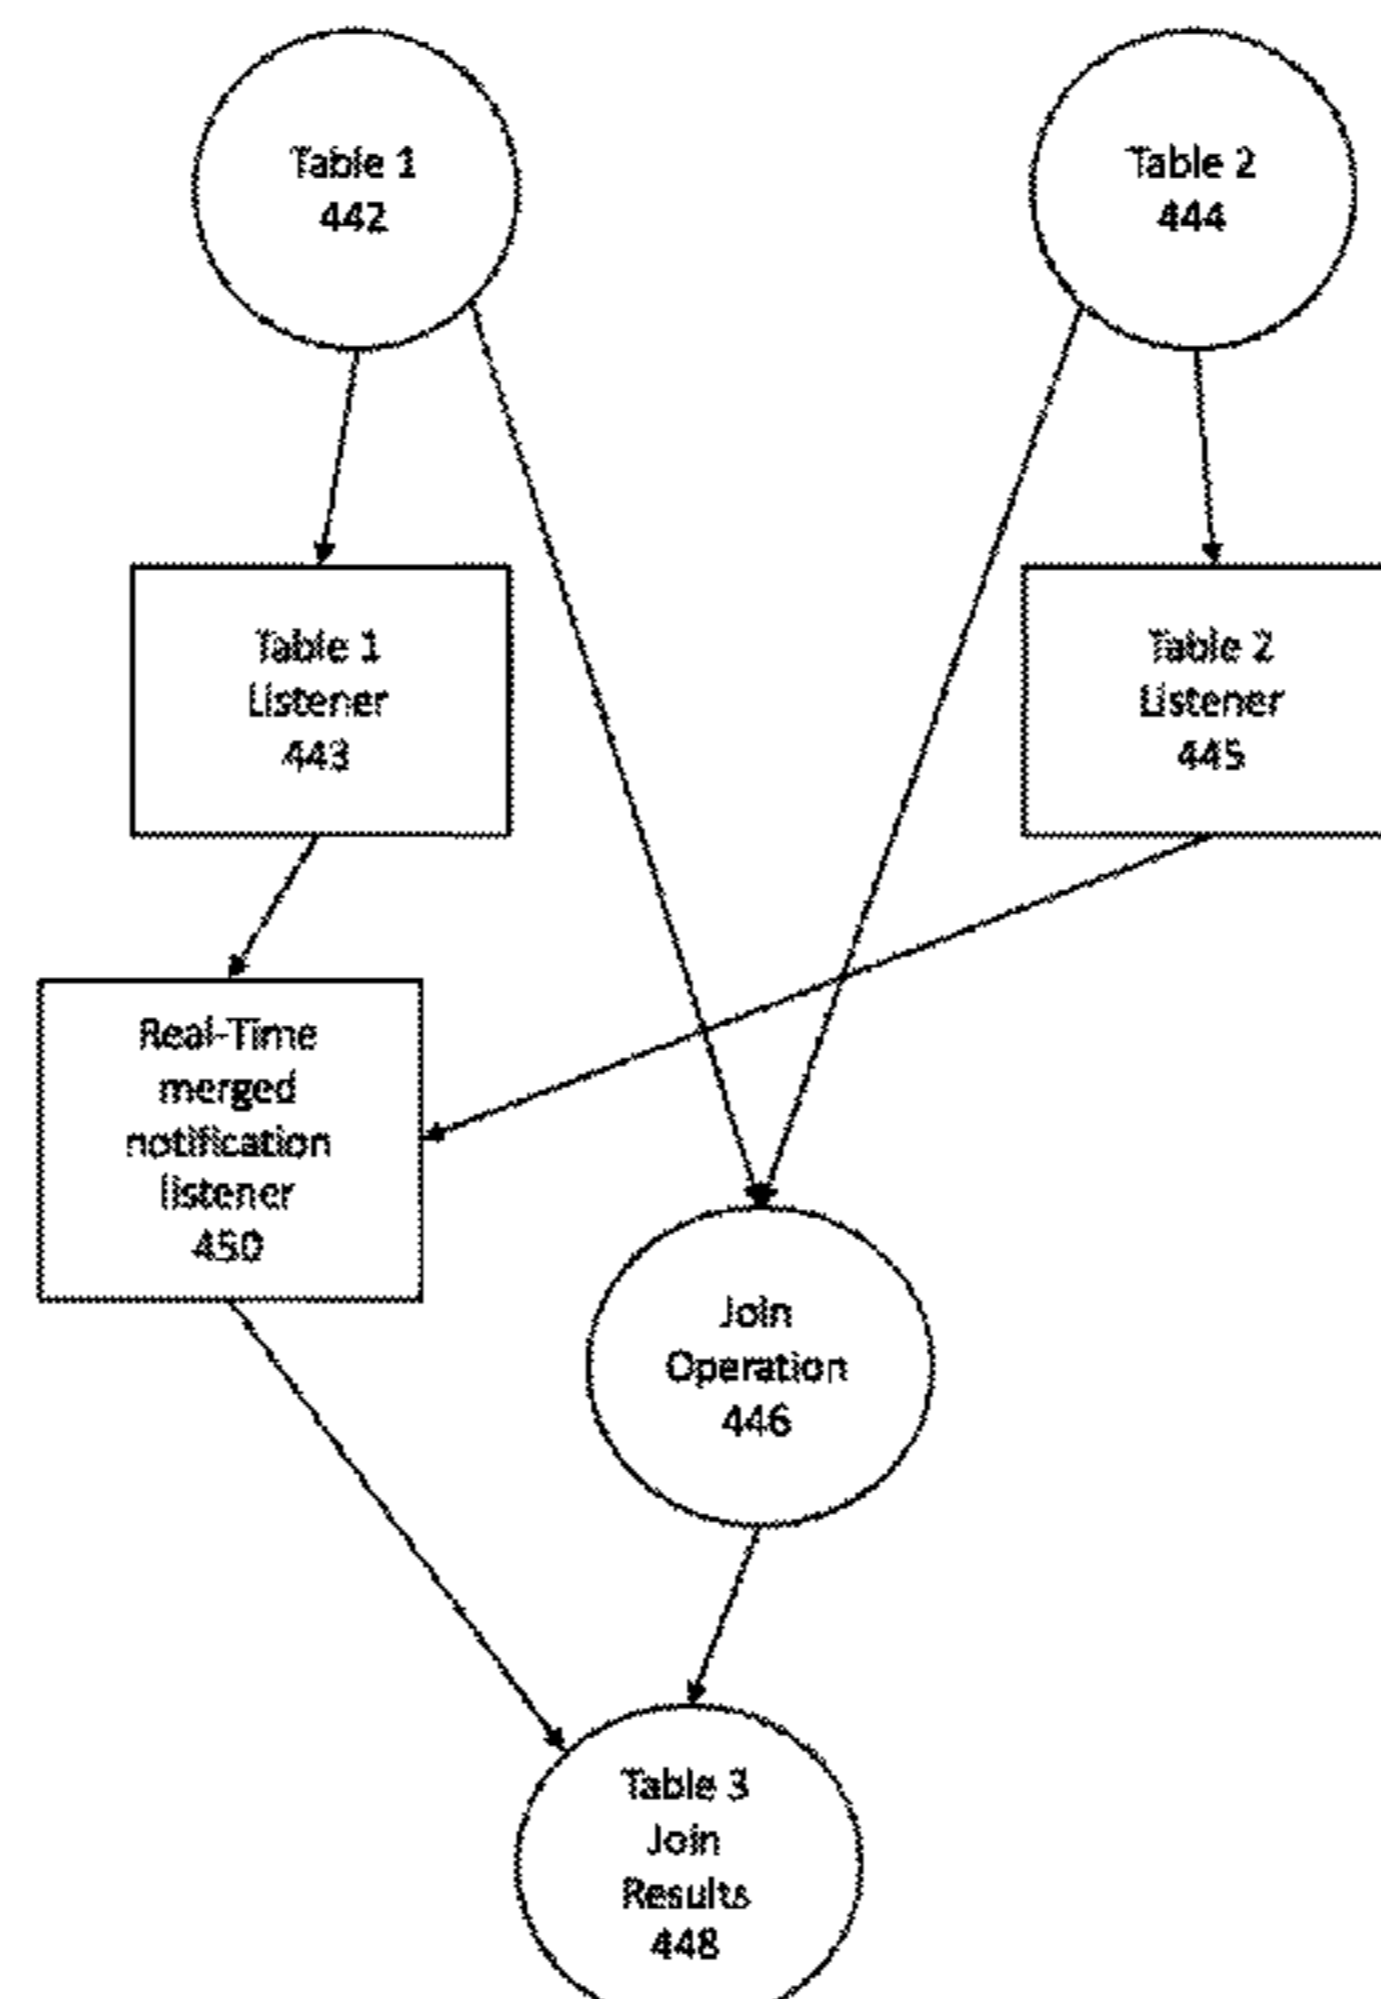 Table 1
442
Table 2
444
Table 1
Listener
443
Table 2
Listener
445
Real-Time
merged
notification
listener
450
Join
Operation
446
Table 3
Join
Results
448